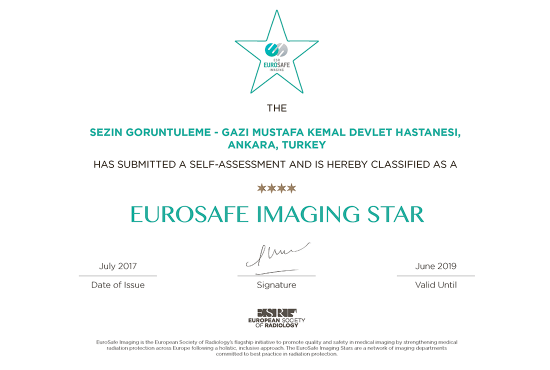 ESR
EUROSAFE
IMAGING
THE
SEZIN GORUNTULEME - GAZI MUSTAFA KEMAL DEVLET HASTANESI,
ANKARA, TURKEY
HAS SUBMITTED A SELF-ASSESSMENT AND IS HEREBY CLASSIFIED AS A
EUROSAFE IMAGING STAR
July 2017
June 2019
Date of Issue
Signature
Valid Until
EUROPEAN SOCIETY
OF RADIOLOGY
EuroSafe Imaging is the European Society of Radiology's flagship initiative to promote quality and safety in medical imaging by strengthening medical
radiation protection across Europe following a holistic, inclusive approach. The EuroSafe Imaging Stars are a network of imaging departments
committed to best practice in radiation protection.